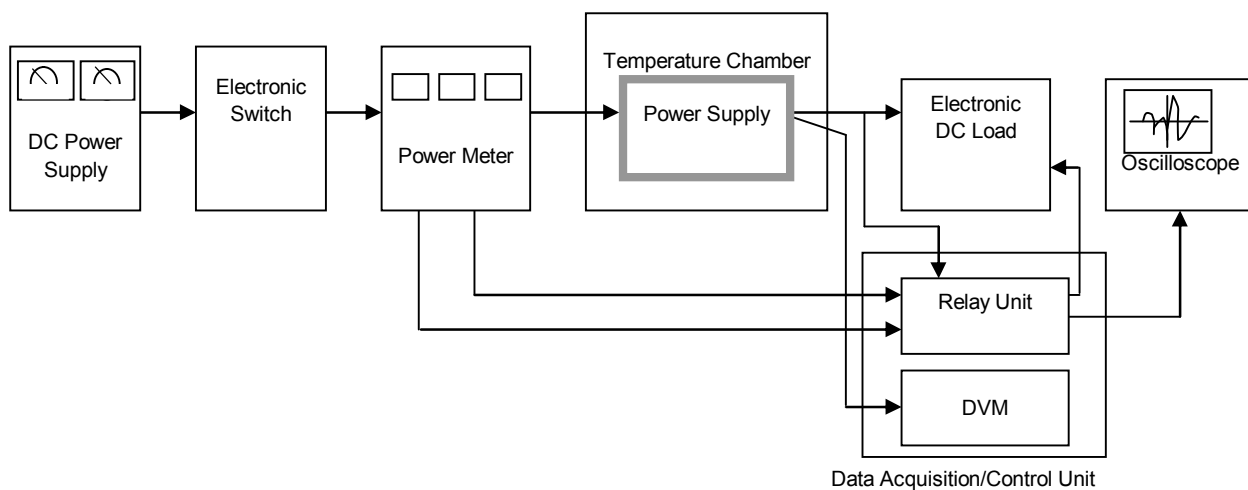 DC Power
Supply
Electronic
Switch
Power Meter
Temperature Chamber
Power Supply
Electronic
DC Load
Oscilloscope
Relay Unit
DVM
Data Acquisition/Control Unit